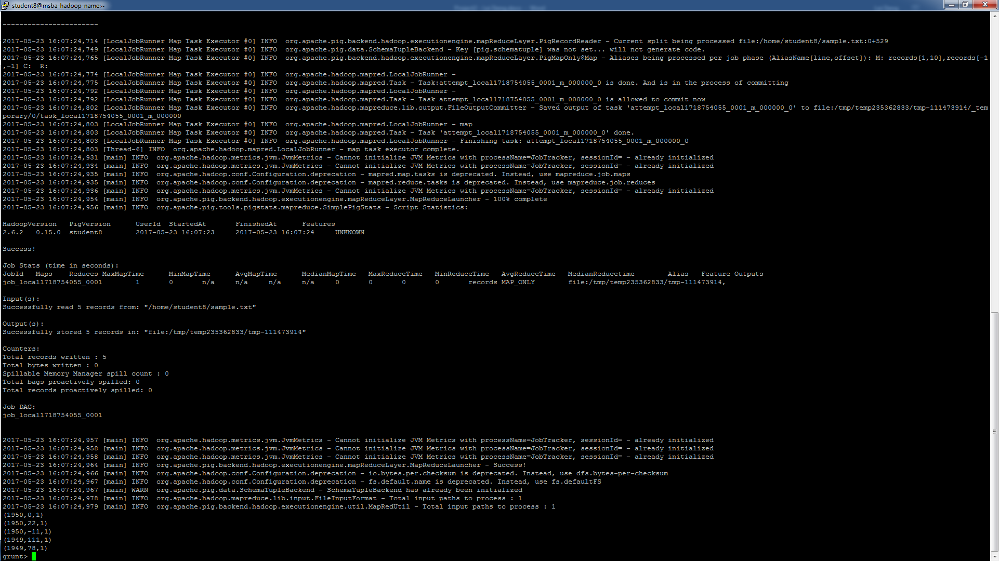 student8@msba-hadoop-name:~
-----------------------
2017-05-23 16:07:24,714 [LocalJobRunner Map Task Executor #0] INFO  org.apache.pig.backend.hadoop.executionengine.mapReduceLayer.PigRecordReader - Current split being processed file:/home/student8/sample.txt:0+529
2017-05-23 16:07:24,749 [LocalJobRunner Map Task Executor #0] INFO  org.apache.pig.data.SchemaTupleBackend - Key [pig.schematuple] was not set... will not generate code.
2017-05-23 16:07:24,765 [LocalJobRunner Map Task Executor #0] INFO  org.apache.pig.backend.hadoop.executionengine.mapReduceLayer.PigMapOnly$Map - Aliases being processed per job phase (AliasName[line,offset]): M: records[1,10],records[-1
,-1] C:  R:
2017-05-23 16:07:24,774 [LocalJobRunner Map Task Executor #0] INFO  org.apache.hadoop.mapred.LocalJobRunner -
2017-05-23 16:07:24,775 [LocalJobRunner Map Task Executor #0] INFO  org.apache.hadoop.mapred.Task - Task:attempt_local1718754055_0001_m_000000_0 is done. And is in the process of committing
2017-05-23 16:07:24,792 [LocalJobRunner Map Task Executor #0] INFO  org.apache.hadoop.mapred.LocalJobRunner -
2017-05-23 16:07:24,792 [LocalJobRunner Map Task Executor #0] INFO  org.apache.hadoop.mapred.Task - Task attempt_local1718754055_0001_m_000000_0 is allowed to commit now
2017-05-23 16:07:24,802 [LocalJobRunner Map Task Executor #0] INFO  org.apache.hadoop.mapreduce.lib.output.FileOutputCommitter - Saved output of task 'attempt_local1718754055_0001_m_000000_0' to file:/tmp/temp235362833/tmp-111473914/_tem
porary/0/task_local1718754055_0001_m_000000
2017-05-23 16:07:24,803 [LocalJobRunner Map Task Executor #0] INFO  org.apache.hadoop.mapred.LocalJobRunner - map
2017-05-23 16:07:24,803 [LocalJobRunner Map Task Executor #0] INFO  org.apache.hadoop.mapred.Task - Task 'attempt_local1718754055_0001_m_000000_0' done.
2017-05-23 16:07:24,803 [LocalJobRunner Map Task Executor #0] INFO  org.apache.hadoop.mapred.LocalJobRunner - Finishing task: attempt_local1718754055_0001_m_000000_0
2017-05-23 16:07:24,803 [Thread-6] INFO  org.apache.hadoop.mapred.LocalJobRunner - map task executor complete.
2017-05-23 16:07:24,931 [main] INFO  org.apache.hadoop.metrics.jvm.JvmMetrics - Cannot initialize JVM Metrics with processName=JobTracker, sessionId= - already initialized
2017-05-23 16:07:24,934 [main] INFO  org.apache.hadoop.metrics.jvm.JvmMetrics - Cannot initialize JVM Metrics with processName=JobTracker, sessionId= - already initialized
2017-05-23 16:07:24,935 [main] INFO  org.apache.hadoop.conf.Configuration.deprecation - mapred.map.tasks is deprecated. Instead, use mapreduce.job.maps
2017-05-23 16:07:24,935 [main] INFO  org.apache.hadoop.conf.Configuration.deprecation - mapred.reduce.tasks is deprecated. Instead, use mapreduce.job.reduces
2017-05-23 16:07:24,936 [main] INFO  org.apache.hadoop.metrics.jvm.JvmMetrics - Cannot initialize JVM Metrics with processName=JobTracker, sessionId= - already initialized
2017-05-23 16:07:24,954 [main] INFO  org.apache.pig.backend.hadoop.executionengine.mapReduceLayer.MapReduceLauncher - 100% complete
2017-05-23 16:07:24,956 [main] INFO  org.apache.pig.tools.pigstats.mapreduce.SimplePigStats - Script Statistics:
HadoopVersion   PigVersion      UserId  StartedAt       FinishedAt      Features
2.6.2   0.15.0  student8        2017-05-23 16:07:23     2017-05-23 16:07:24     UNKNOWN
Success!
Job Stats (time in seconds):
JobId   Maps    Reduces MaxMapTime      MinMapTime      AvgMapTime      MedianMapTime   MaxReduceTime   MinReduceTime   AvgReduceTime   MedianReducetime        Alias   Feature Outputs
job_local1718754055_0001        1       0       n/a     n/a     n/a     n/a     0       0       0       0       records MAP_ONLY        file:/tmp/temp235362833/tmp-111473914,
Input(s):
Successfully read 5 records from: "/home/student8/sample.txt"
Output(s):
Successfully stored 5 records in: "file:/tmp/temp235362833/tmp-111473914"
Counters:
Total records written : 5
Total bytes written : 0
Spillable Memory Manager spill count : 0
Total bags proactively spilled: 0
Total records proactively spilled: 0
Job DAG:
job_local1718754055_0001
2017-05-23 16:07:24,957 [main] INFO  org.apache.hadoop.metrics.jvm.JvmMetrics - Cannot initialize JVM Metrics with processName=JobTracker, sessionId= - already initialized
2017-05-23 16:07:24,958 [main] INFO  org.apache.hadoop.metrics.jvm.JvmMetrics - Cannot initialize JVM Metrics with processName=JobTracker, sessionId= - already initialized
2017-05-23 16:07:24,958 [main] INFO  org.apache.hadoop.metrics.jvm.JvmMetrics - Cannot initialize JVM Metrics with processName=JobTracker, sessionId= - already initialized
2017-05-23 16:07:24,964 [main] INFO  org.apache.pig.backend.hadoop.executionengine.mapReduceLayer.MapReduceLauncher - Success!
2017-05-23 16:07:24,966 [main] INFO  org.apache.hadoop.conf.Configuration.deprecation - io.bytes.per.checksum is deprecated. Instead, use dfs.bytes-per-checksum
2017-05-23 16:07:24,967 [main] INFO  org.apache.hadoop.conf.Configuration.deprecation - fs.default.name is deprecated. Instead, use fs.defaultFS
2017-05-23 16:07:24,967 [main] WARN  org.apache.pig.data.SchemaTupleBackend - SchemaTupleBackend has already been initialized
2017-05-23 16:07:24,978 [main] INFO  org.apache.hadoop.mapreduce.lib.input.FileInputFormat - Total input paths to process : 1
2017-05-23 16:07:24,979 [main] INFO  org.apache.pig.backend.hadoop.executionengine.util.MapRedUtil - Total input paths to process : 1
(1950,0,1)
(1950,22,1)
(1950,-11,1)
(1949,111,1)
(1949,78,1)
grunt>